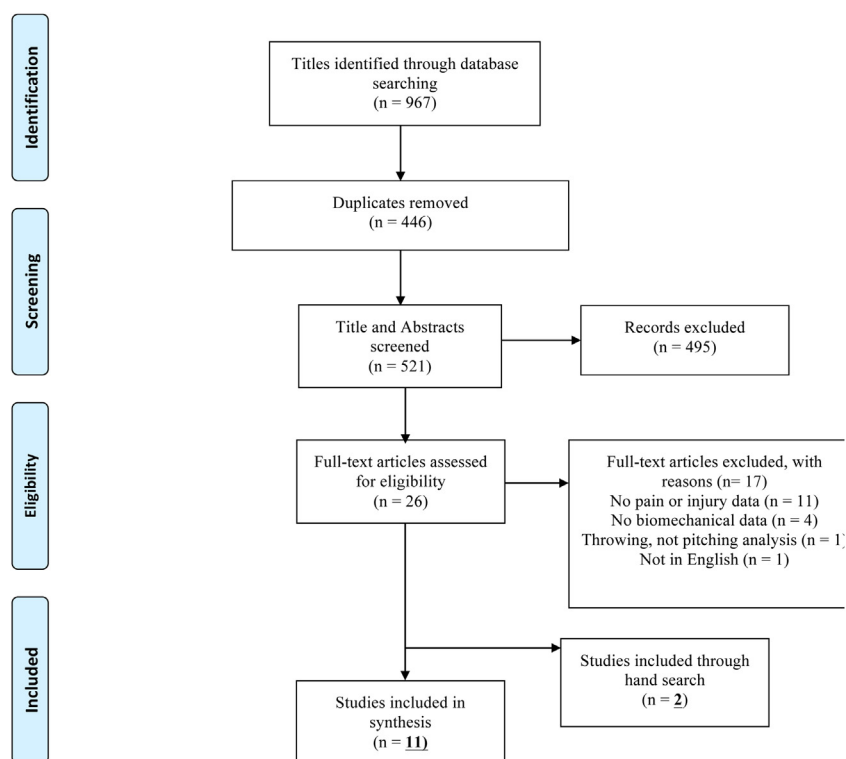 Identification
Titles identified through database
searching
(n = 967)
Duplicates removed
(n = 446)
Screening
Title and Abstracts
screened
(n = 521)
Records excluded
(n = 495)
Eligibility
Full-text articles assessed
for eligibility
(n = 26)
Full-text articles excluded, with
reasons (n= 17)
No pain or injury data (n = 11)
No biomechanical data (n = 4)
Throwing, not pitching analysis (n = 1)
Not in English (n = 1)
Included
Studies included through
hand search
(n = 2)
Studies included in
synthesis
(n = 11)